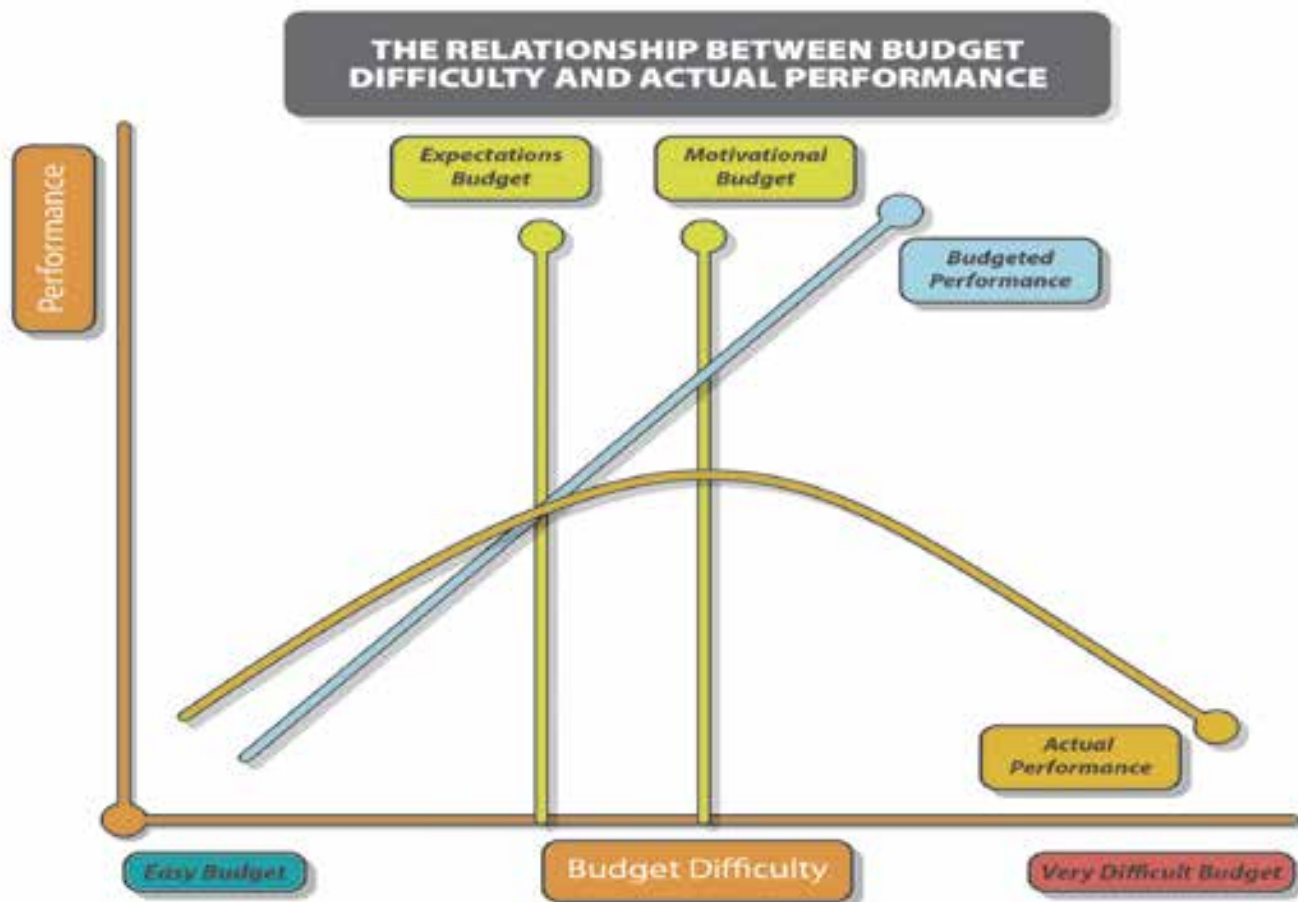 THE RELATIONSHIP BETWEEN BUDGET
DIFFICULTY AND ACTUAL PERFORMANCE
Performance
Expectations
Budget
Motivational
Budget
Budgeted
Performance
Actual
Performance
Easy Budget
Budget Difficulty
Very Difficult Budget